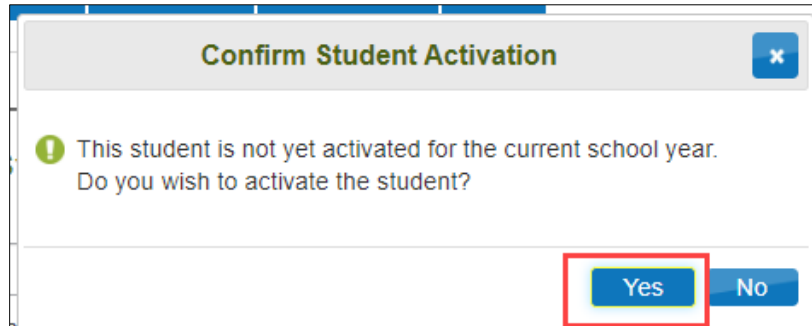 Confirm Student Activation
This student is not yet activated for the current school year.
Do you wish to activate the student?
Yes No